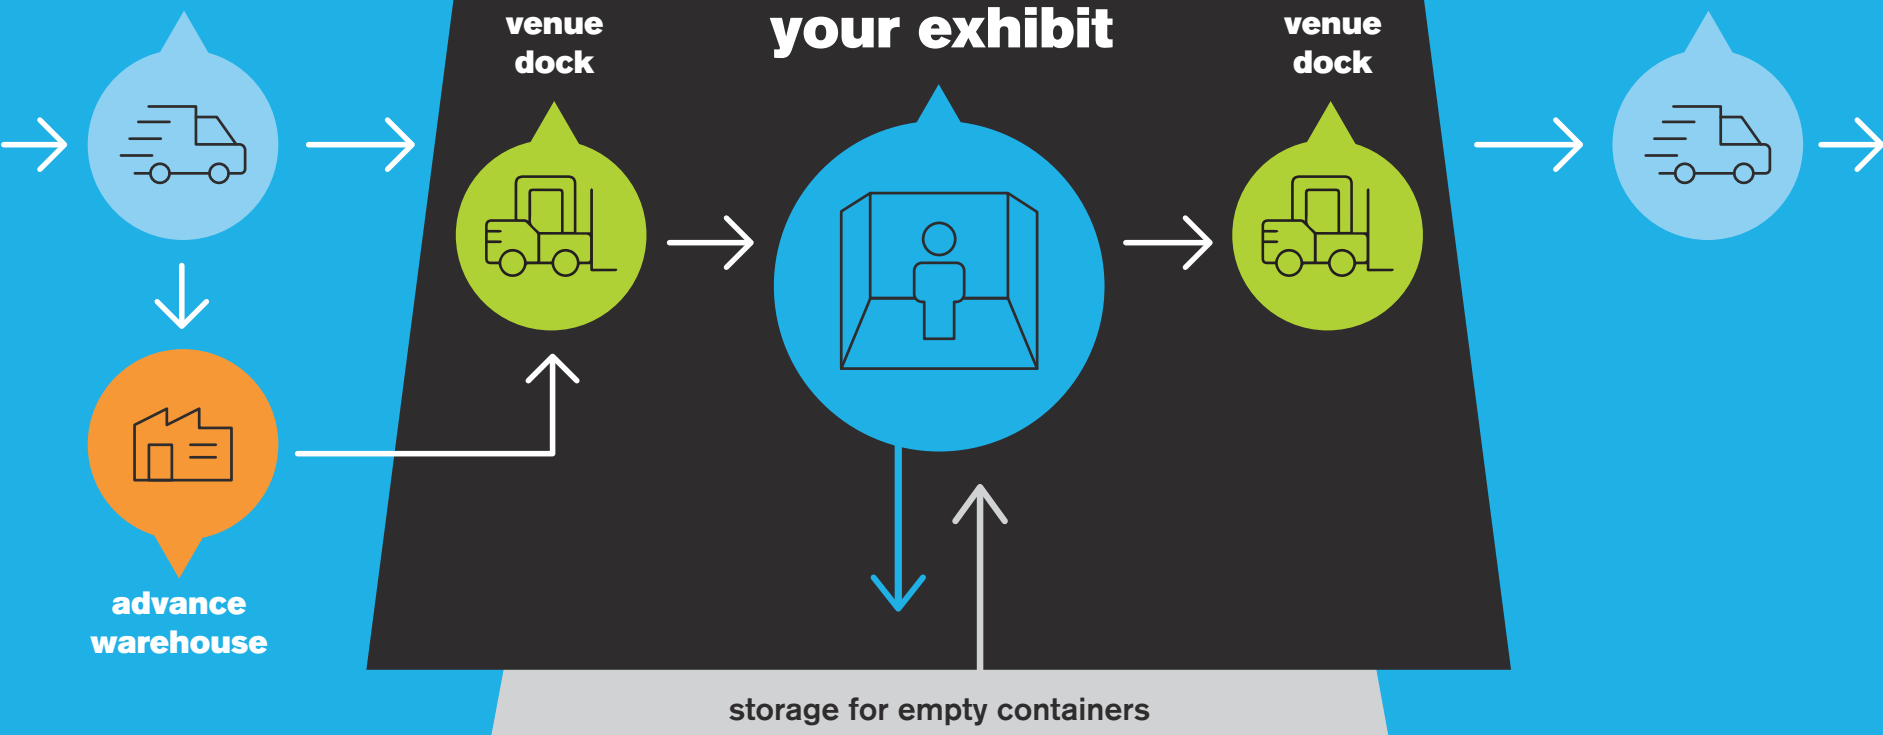 venue
dock
your exhibit
venue
dock
advance
warehouse
storage for empty containers